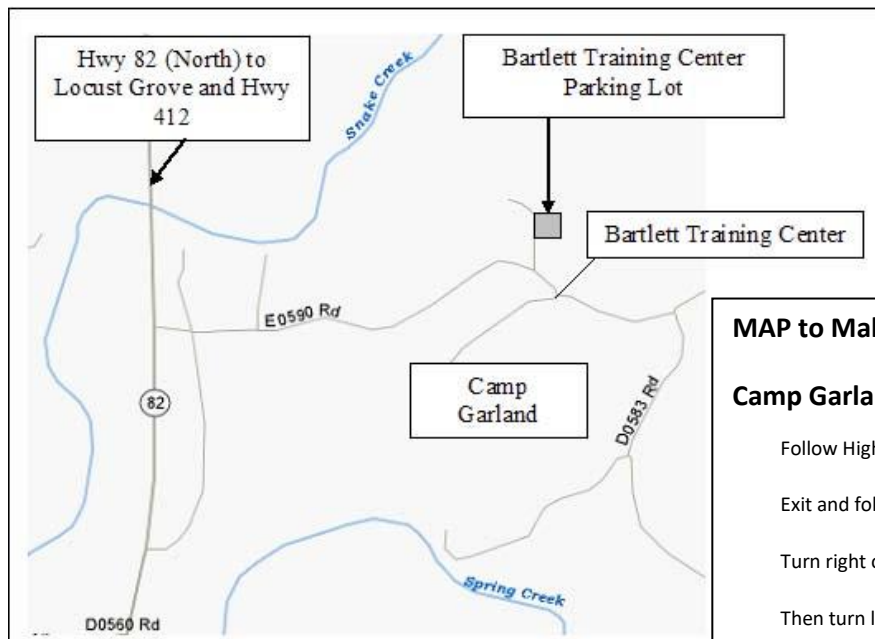 Hwy 82 (North) to
Locust Grove and Hwy
412
Snake Creek
Bartlett Training Center
Parking Lot
Bartlett Training Center
E0590 Rd
82
Camp
Garland
D0583 Rd
Spring Creek
D0560 Rd
MAP to
Camp Garla
Follow High
Exit and fol
Turn right
Then turn l